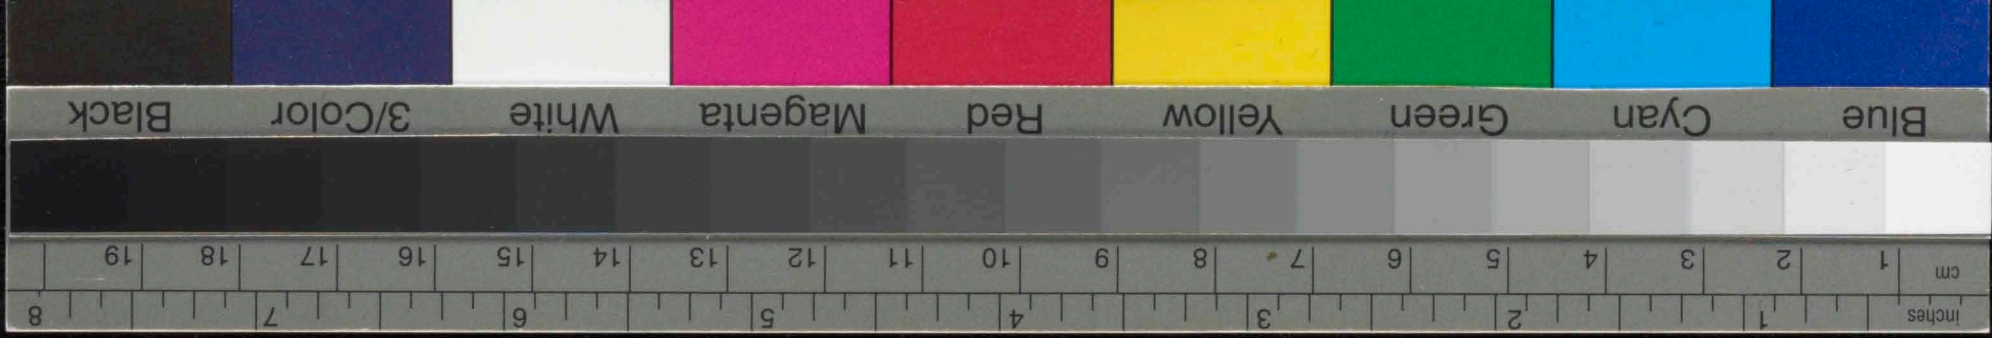 inches 1 2 3 4 5 6 7 8
cm 1 2 3 4 5 6 7 8 9 10 11 12 13 14 15 16 17 18 19
Blue Cyan Green Yellow Red Magenta White 3/Color Black